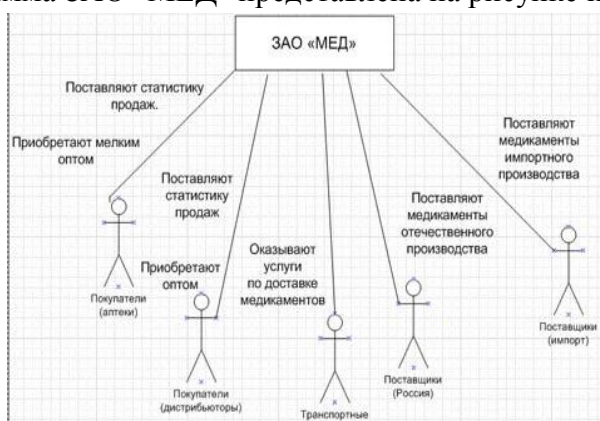 ЗАО «МЕД»
Поставляют статистику
продаж.
Приобретают мелким
оптом
Поставляют
статистику
продаж
Приобретают
оптом
Оказывают
услуги
по доставке
медикаментов
Поставляют
медикаменты
отечественного
производства
Поставляют
медикаменты
импортного
производства
Покупатели
(аптеки)
Покупатели
(дистрибьюторы)
Транспортные
Поставщики
(Россия)
Поставщики
(импорт)